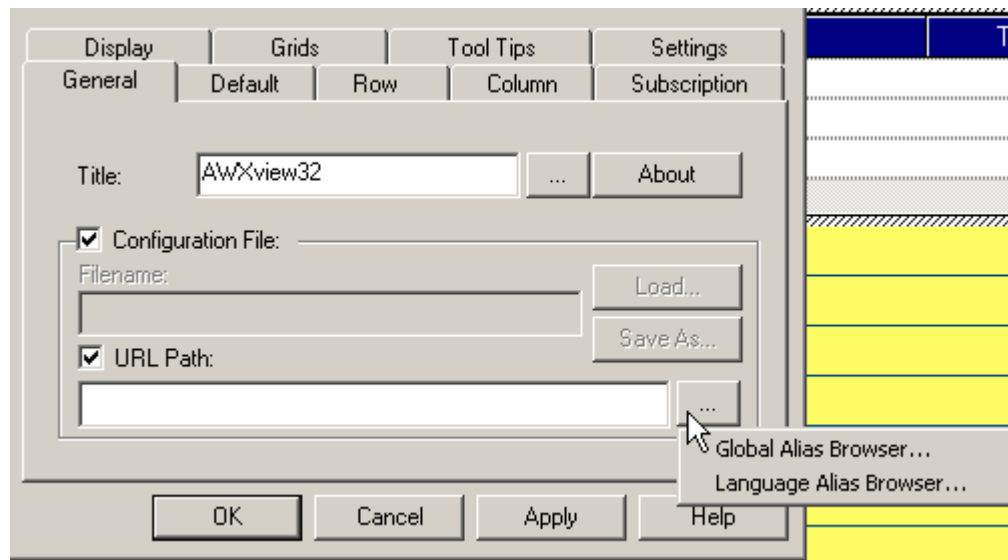 Display Grids Tool Tips Settings T
General Default Row Column Subscription
Title: AWXview32 ... About
Configuration File:
Filename: Load...
Save As...
URL Path:
...
Global Alias Browser...
Language Alias Browser...
OK Cancel Apply Help